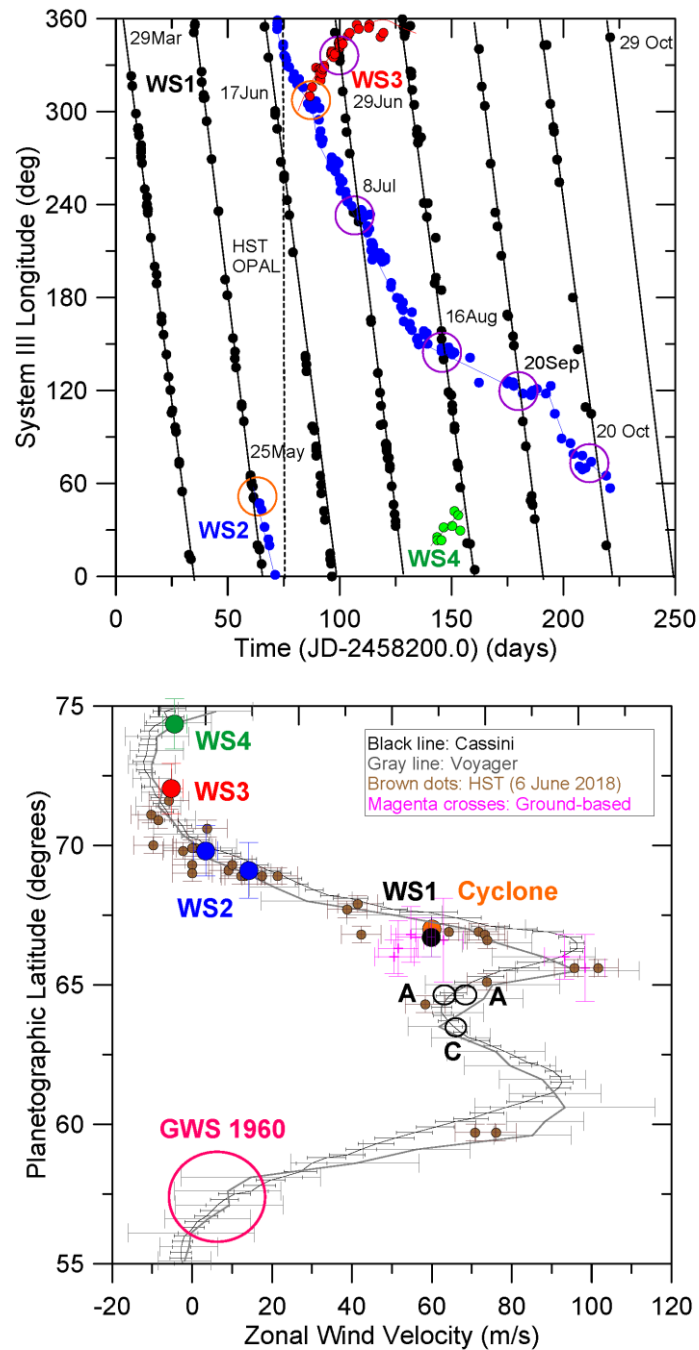 360
300
240
180
120
60
0
System III Longitude (deg)
29Mar
WS1
17Jun
WS3
29Jun
29 Oct
8Jul
HST
OPAL
16Aug
20Sep
25May
20 Oct
WS2
WS4
0
50
100
150
200
250
Time (JD-2458200.0) (days)
75
70
65
60
55
Planetographic Latitude (degrees)
WS4
Black line: Cassini
Gray line: Voyager
Brown dots: HST (6 June 2018)
Magenta crosses: Ground-based
WS3
WS2
WS1
Cyclone
A
A
C
GWS 1960
-20
0
20
40
60
80
100
120
Zonal Wind Velocity (m/s)